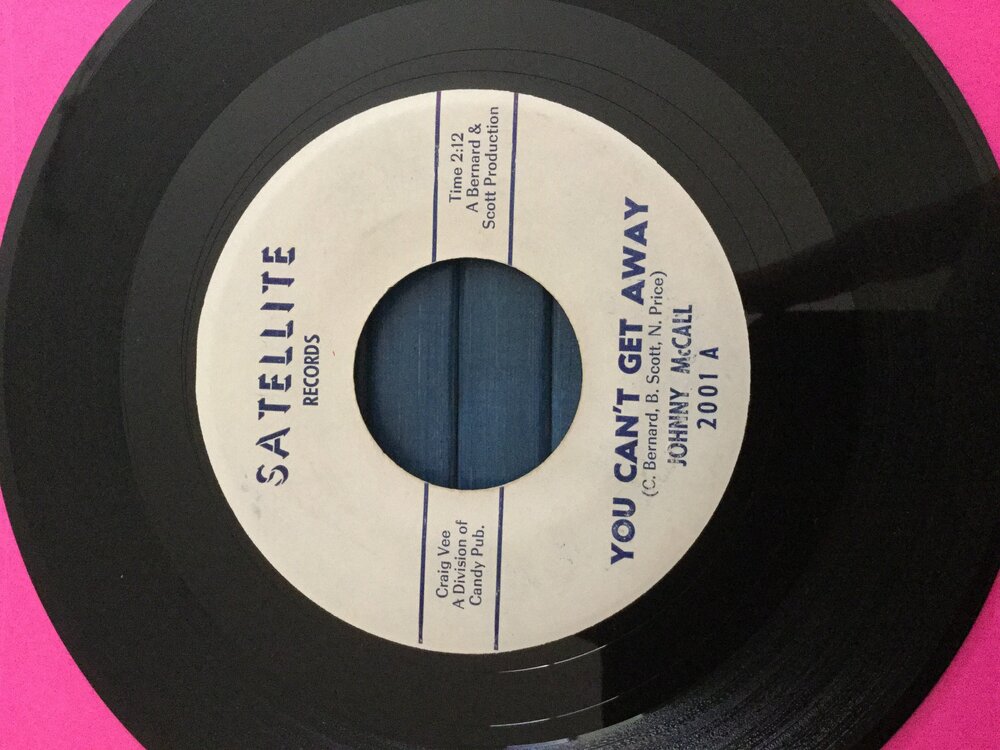 SATELLITE
RECORDS
Craig Vee
A Division of
Candy Pub.
Time 2:12
A Bernard &
Scott Production
YOU CAN'T GET AWAY
(C. Bernard, B. Scott, N. Price)
JOHNNY McCALL
2001 A